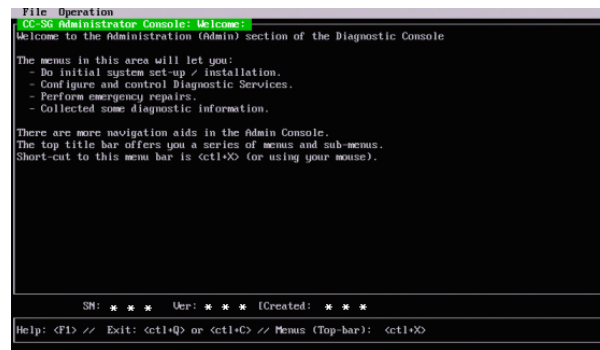 File Operation
CC-SG Administrator Console: Welcome:
Welcome to the Administration (Admin) section of the Diagnostic Console
The menus in this area will let you:
- Do initial system set-up / installation.
- Configure and control Diagnostic Services.
- Perform emergency repairs.
- Collected some diagnostic information.
There are more navigation aids in the Admin Console.
The top title bar offers you a series of menus and sub-menus.
Short-cut to this menu bar is <ctl+X> (or using your mouse).
SN: * * * Ver: * * * [Created: * * *
Help: <F1> // Exit: <ctl+Q> or <ctl+C> // Menus (Top-bar): <ctl+X>